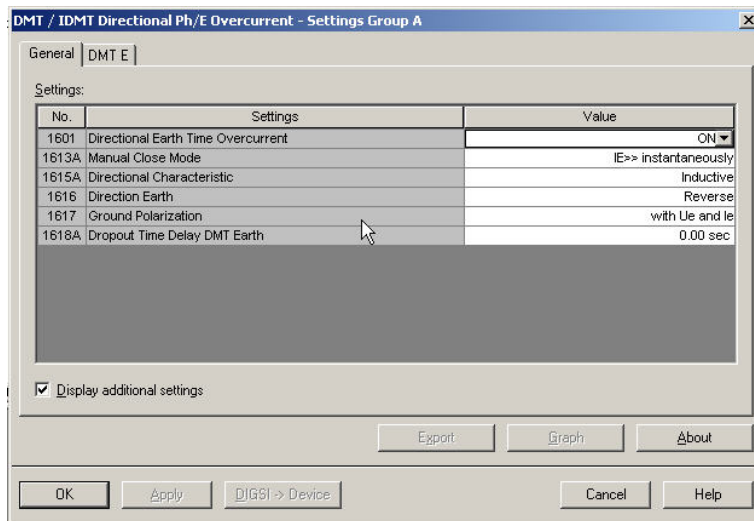 DMT / IDMT Directional Ph/E Overcurrent - Settings Group A
General DMT E
Settings:
No. Settings Value
1601 Directional Earth Time Overcurrent ON
1613A Manual Close Mode IE>> instantaneously
1615A Directional Characteristic Inductive
1616 Direction Earth Reverse
1617 Ground Polarization with Ue and Ie
1618A Dropout Time Delay DMT Earth 0.00 sec
Display additional settings
Export Graph About
OK Apply DIGSI -> Device Cancel Help